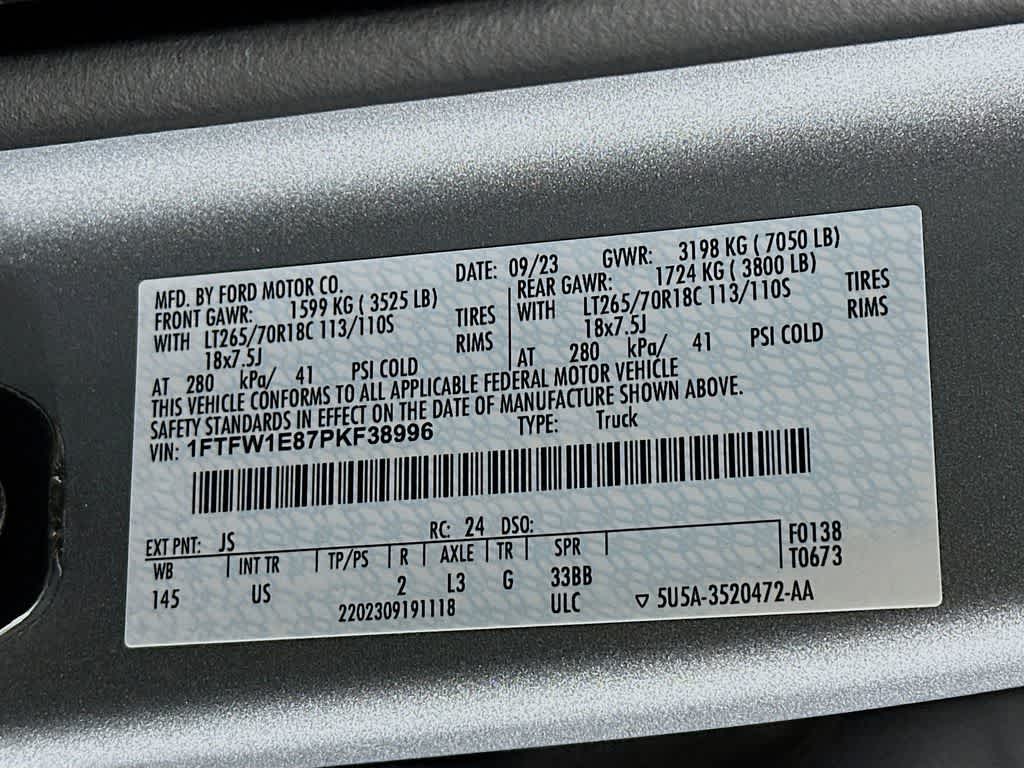 MFD. BY FORD MOTOR CO. DATE: 09/23 GVWR: 3198 KG ( 7050 LB)
FRONT GAWR: 1599 KG ( 3525 LB) REAR GAWR: 1724 KG ( 3800 LB)
WITH LT265/70R18C 113/110S TIRES WITH LT265/70R18C 113/110S TIRES
18x7.5J RIMS 18x7.5J RIMS
AT 280 kPa/ 41 PSI COLD AT 280 kPa/ 41 PSI COLD
THIS VEHICLE CONFORMS TO ALL APPLICABLE FEDERAL MOTOR VEHICLE
SAFETY STANDARDS IN EFFECT ON THE DATE OF MANUFACTURE SHOWN ABOVE.
VIN: 1FTFW1E87PKF38996 TYPE: Truck
EXT PNT: JS RC: 24 DSO: F0138
WB INT TR TP/PS R AXLE TR SPR T0673
145 US 2 L3 G 33BB
2202309191118 ULC ▽ 5U5A-3520472-AA